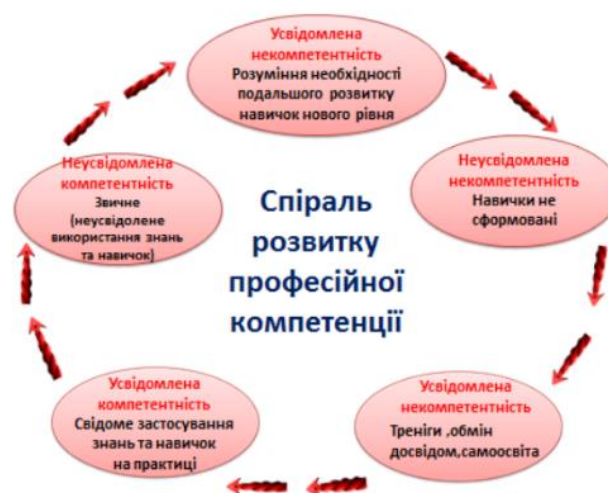 Усвідомлена
некомпетентність
Розуміння необхідності
подальшого розвитку
навичок нового рівня
Неусвідомлена
некомпетентність
Навички не
сформовані
Усвідомлена
некомпетентність
Треніги ,обмін
досвідом,самоосвіта
Усвідомлена
компетентність
Свідоме застосування
знань та навичок
на практиці
Неусвідомлена
компетентність
Звичне
(неусвідолене
використання знань
та навичок)
Спіраль
розвитку
професійної
компетенції